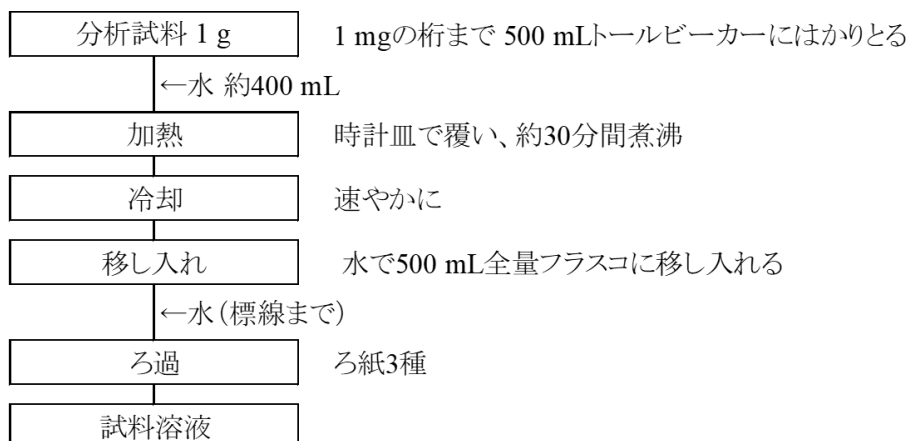 分析試料 1 g 1 mgの桁まで 500 mLトールビーカーにはかりとる
←水 約400 mL
加熱 時計皿で覆い、約30分間煮沸
冷却 速やかに
移し入れ 水で500 mL全量フラスコに移し入れる
←水(標線まで)
ろ過 ろ紙3種
試料溶液